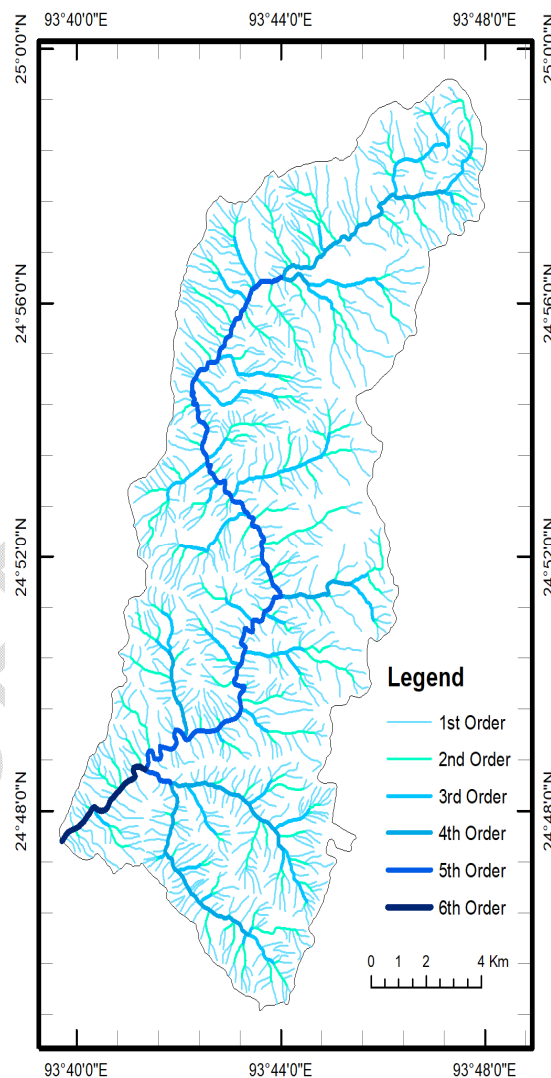 93°40'0"E 93°44'0"E 93°48'0"E
25°0'0"N 25°0'0"N
24°56'0"N 24°56'0"N
24°52'0"N 24°52'0"N
24°48'0"N 24°48'0"N
Legend
1st Order
2nd Order
3rd Order
4th Order
5th Order
6th Order
0 1 2 4 Km
93°40'0"E 93°44'0"E 93°48'0"E